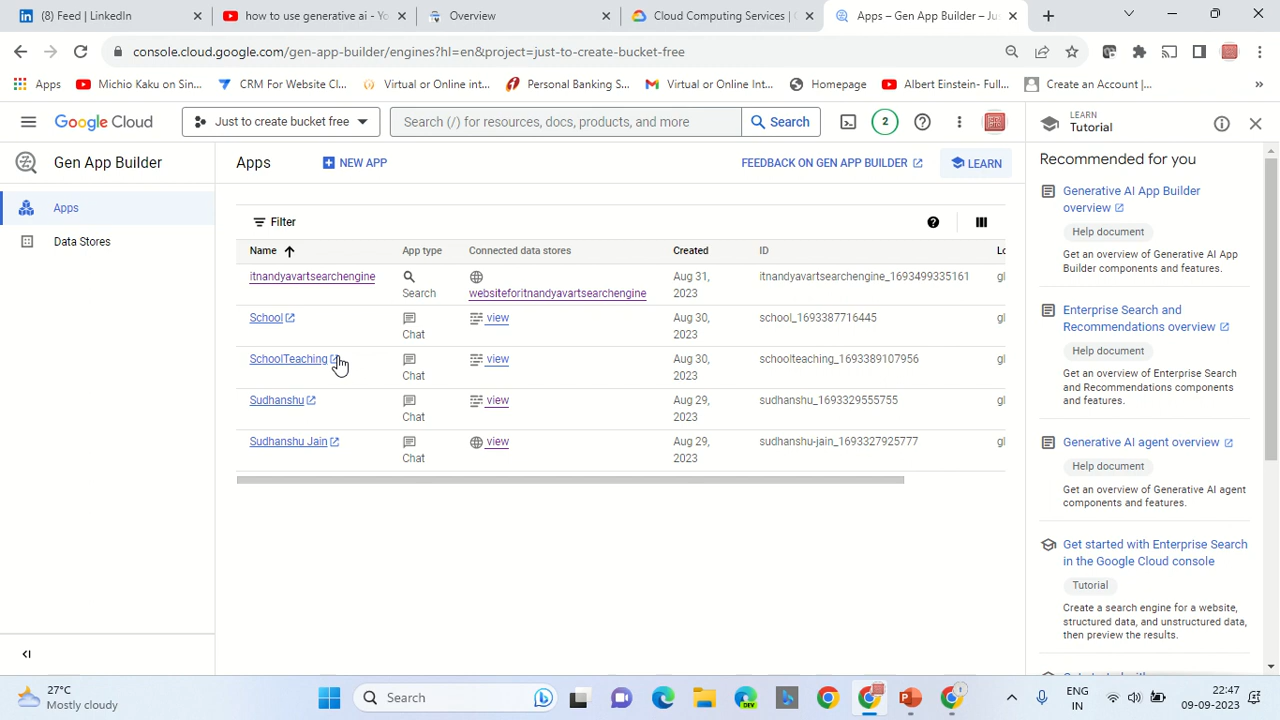 (8) Feed | LinkedIn
how to use generative ai - Yo
Overview
Cloud Computing Services | C
Apps – Gen App Builder – Jus
console.cloud.google.com/gen-app-builder/engines?hl=en&project=just-to-create-bucket-free
Apps
Michio Kaku on Sin...
CRM For Website Cl...
Virtual or Online int...
Personal Banking S...
Virtual or Online In...
Homepage
Albert Einstein- Full...
Create an Account |...
»
Google Cloud
Just to create bucket free
Search (/) for resources, docs, products, and more
Search
2
LEARN
Tutorial
Gen App Builder
Apps
NEW APP
FEEDBACK ON GEN APP BUILDER
LEARN
Recommended for you
Apps
Data Stores
Filter
Name
App type
Connected data stores
Created
ID
Lo
itnandyavartsearchengine
Search
websiteforitnandyavartsearchengine
Aug 31,
2023
itnandyavartsearchengine_1693499335161
gl
School
Chat
view
Aug 30,
2023
school_1693387716445
gl
SchoolTeaching
Chat
view
Aug 30,
2023
schoolteaching_1693389107956
gl
Sudhanshu
Chat
view
Aug 29,
2023
sudhanshu_1693329555755
gl
Sudhanshu Jain
Chat
view
Aug 29,
2023
sudhanshu-jain_1693327925777
gl
Generative AI App Builder
overview
Help document
Get an overview of Generative AI App
Builder components and features.
Enterprise Search and
Recommendations overview
Help document
Get an overview of Enterprise Search
and Recommendations components
and features.
Generative AI agent overview
Help document
Get an overview of Generative AI agent
components and features.
Get started with Enterprise Search
in the Google Cloud console
Tutorial
Create a search engine for a website,
structured data, and unstructured data,
then preview the results.
27°C
Mostly cloudy
Search
DEV
ENG
IN
22:47
09-09-2023